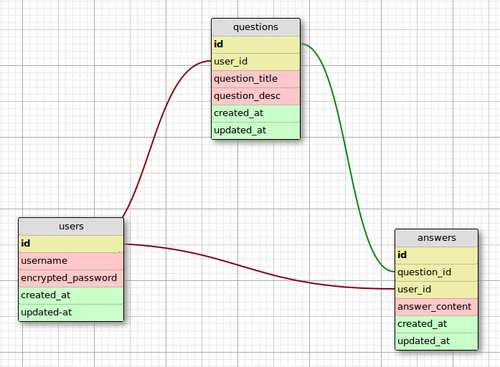 questions
id
user_id
question_title
question_desc
created_at
updated_at
users
id
username
encrypted_password
created_at
updated-at
answers
id
question_id
user_id
answer_content
created_at
updated_at